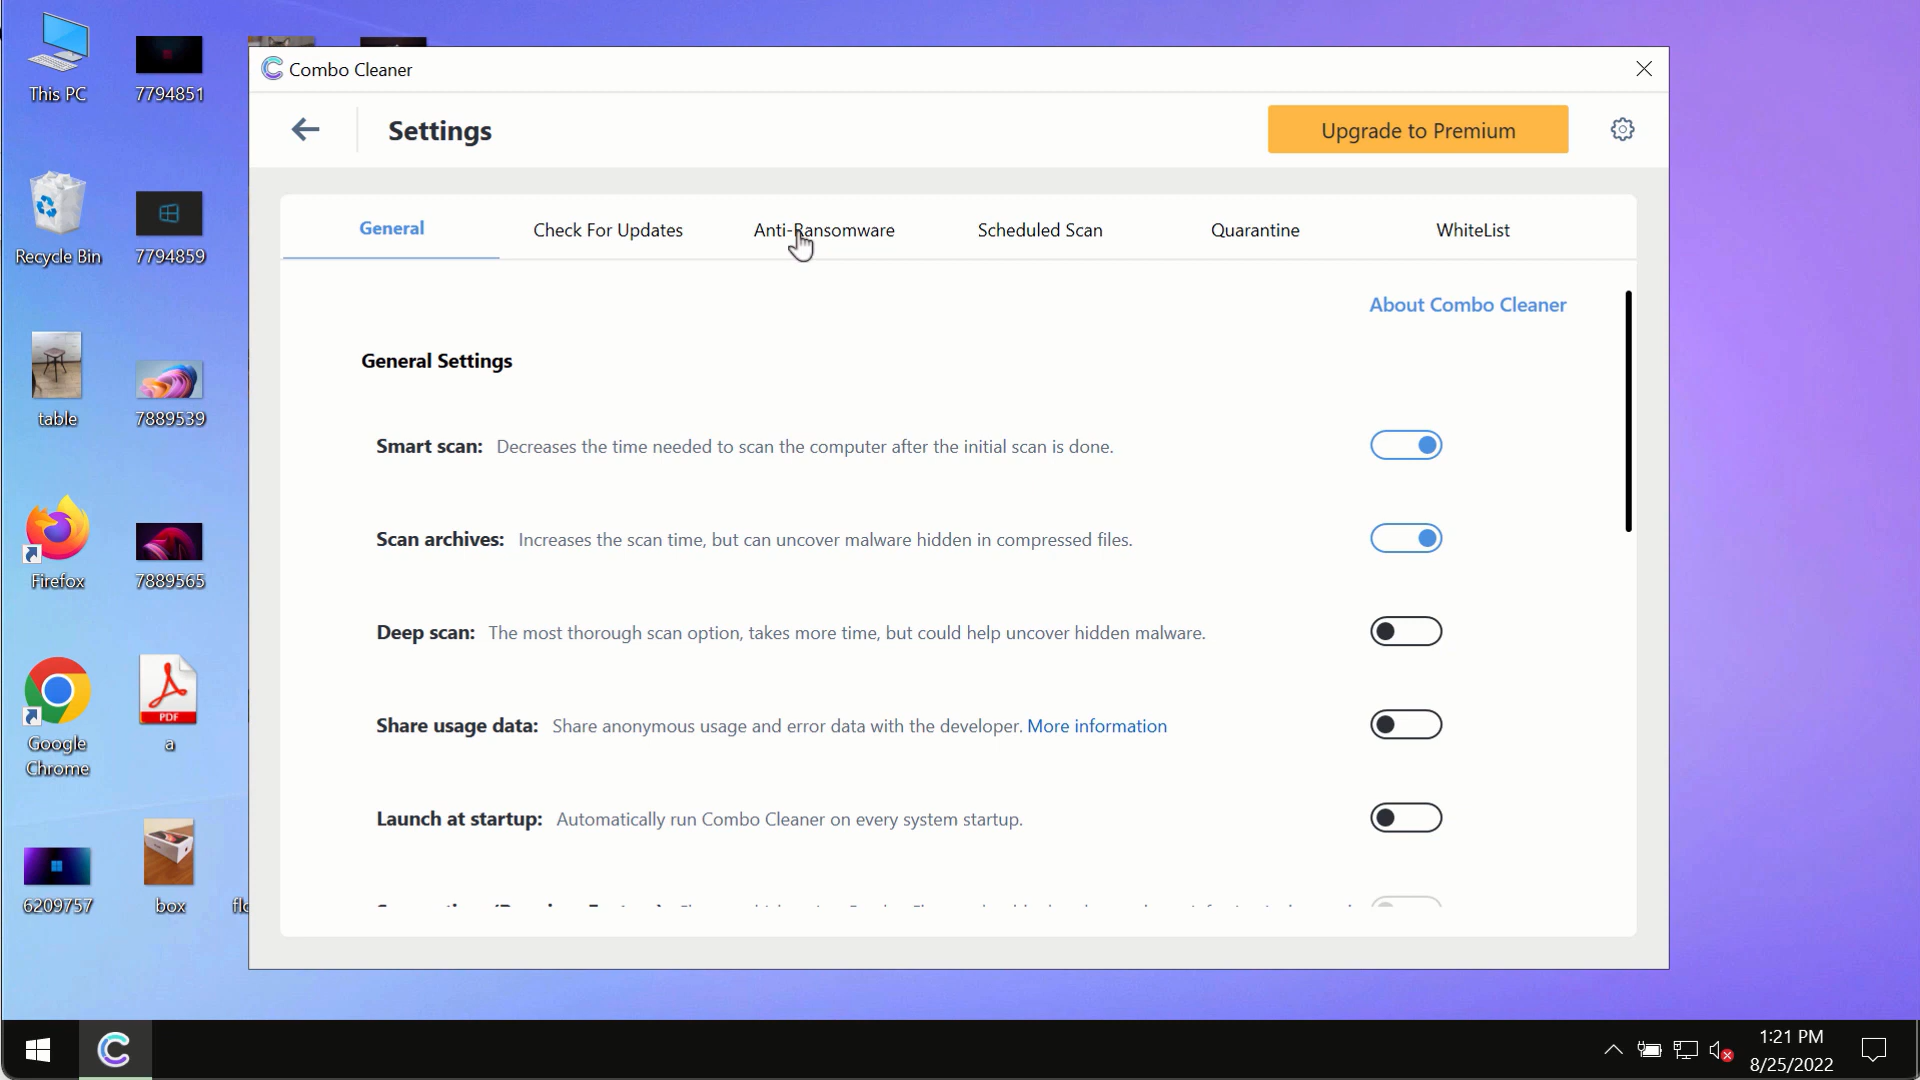 This PC
7794851
Recycle Bin
7794859
table
7889539
Firefox
7889565
Google
Chrome
PDF
a
6209757
box
Combo Cleaner
Settings
Upgrade to Premium
General
Check For Updates
Anti-Ransomware
Scheduled Scan
Quarantine
WhiteList
About Combo Cleaner
General Settings
Smart scan: Decreases the time needed to scan the computer after the initial scan is done.
Scan archives: Increases the scan time, but can uncover malware hidden in compressed files.
Deep scan: The most thorough scan option, takes more time, but could help uncover hidden malware.
Share usage data: Share anonymous usage and error data with the developer. More information
Launch at startup: Automatically run Combo Cleaner on every system startup.
1:21 PM
8/25/2022